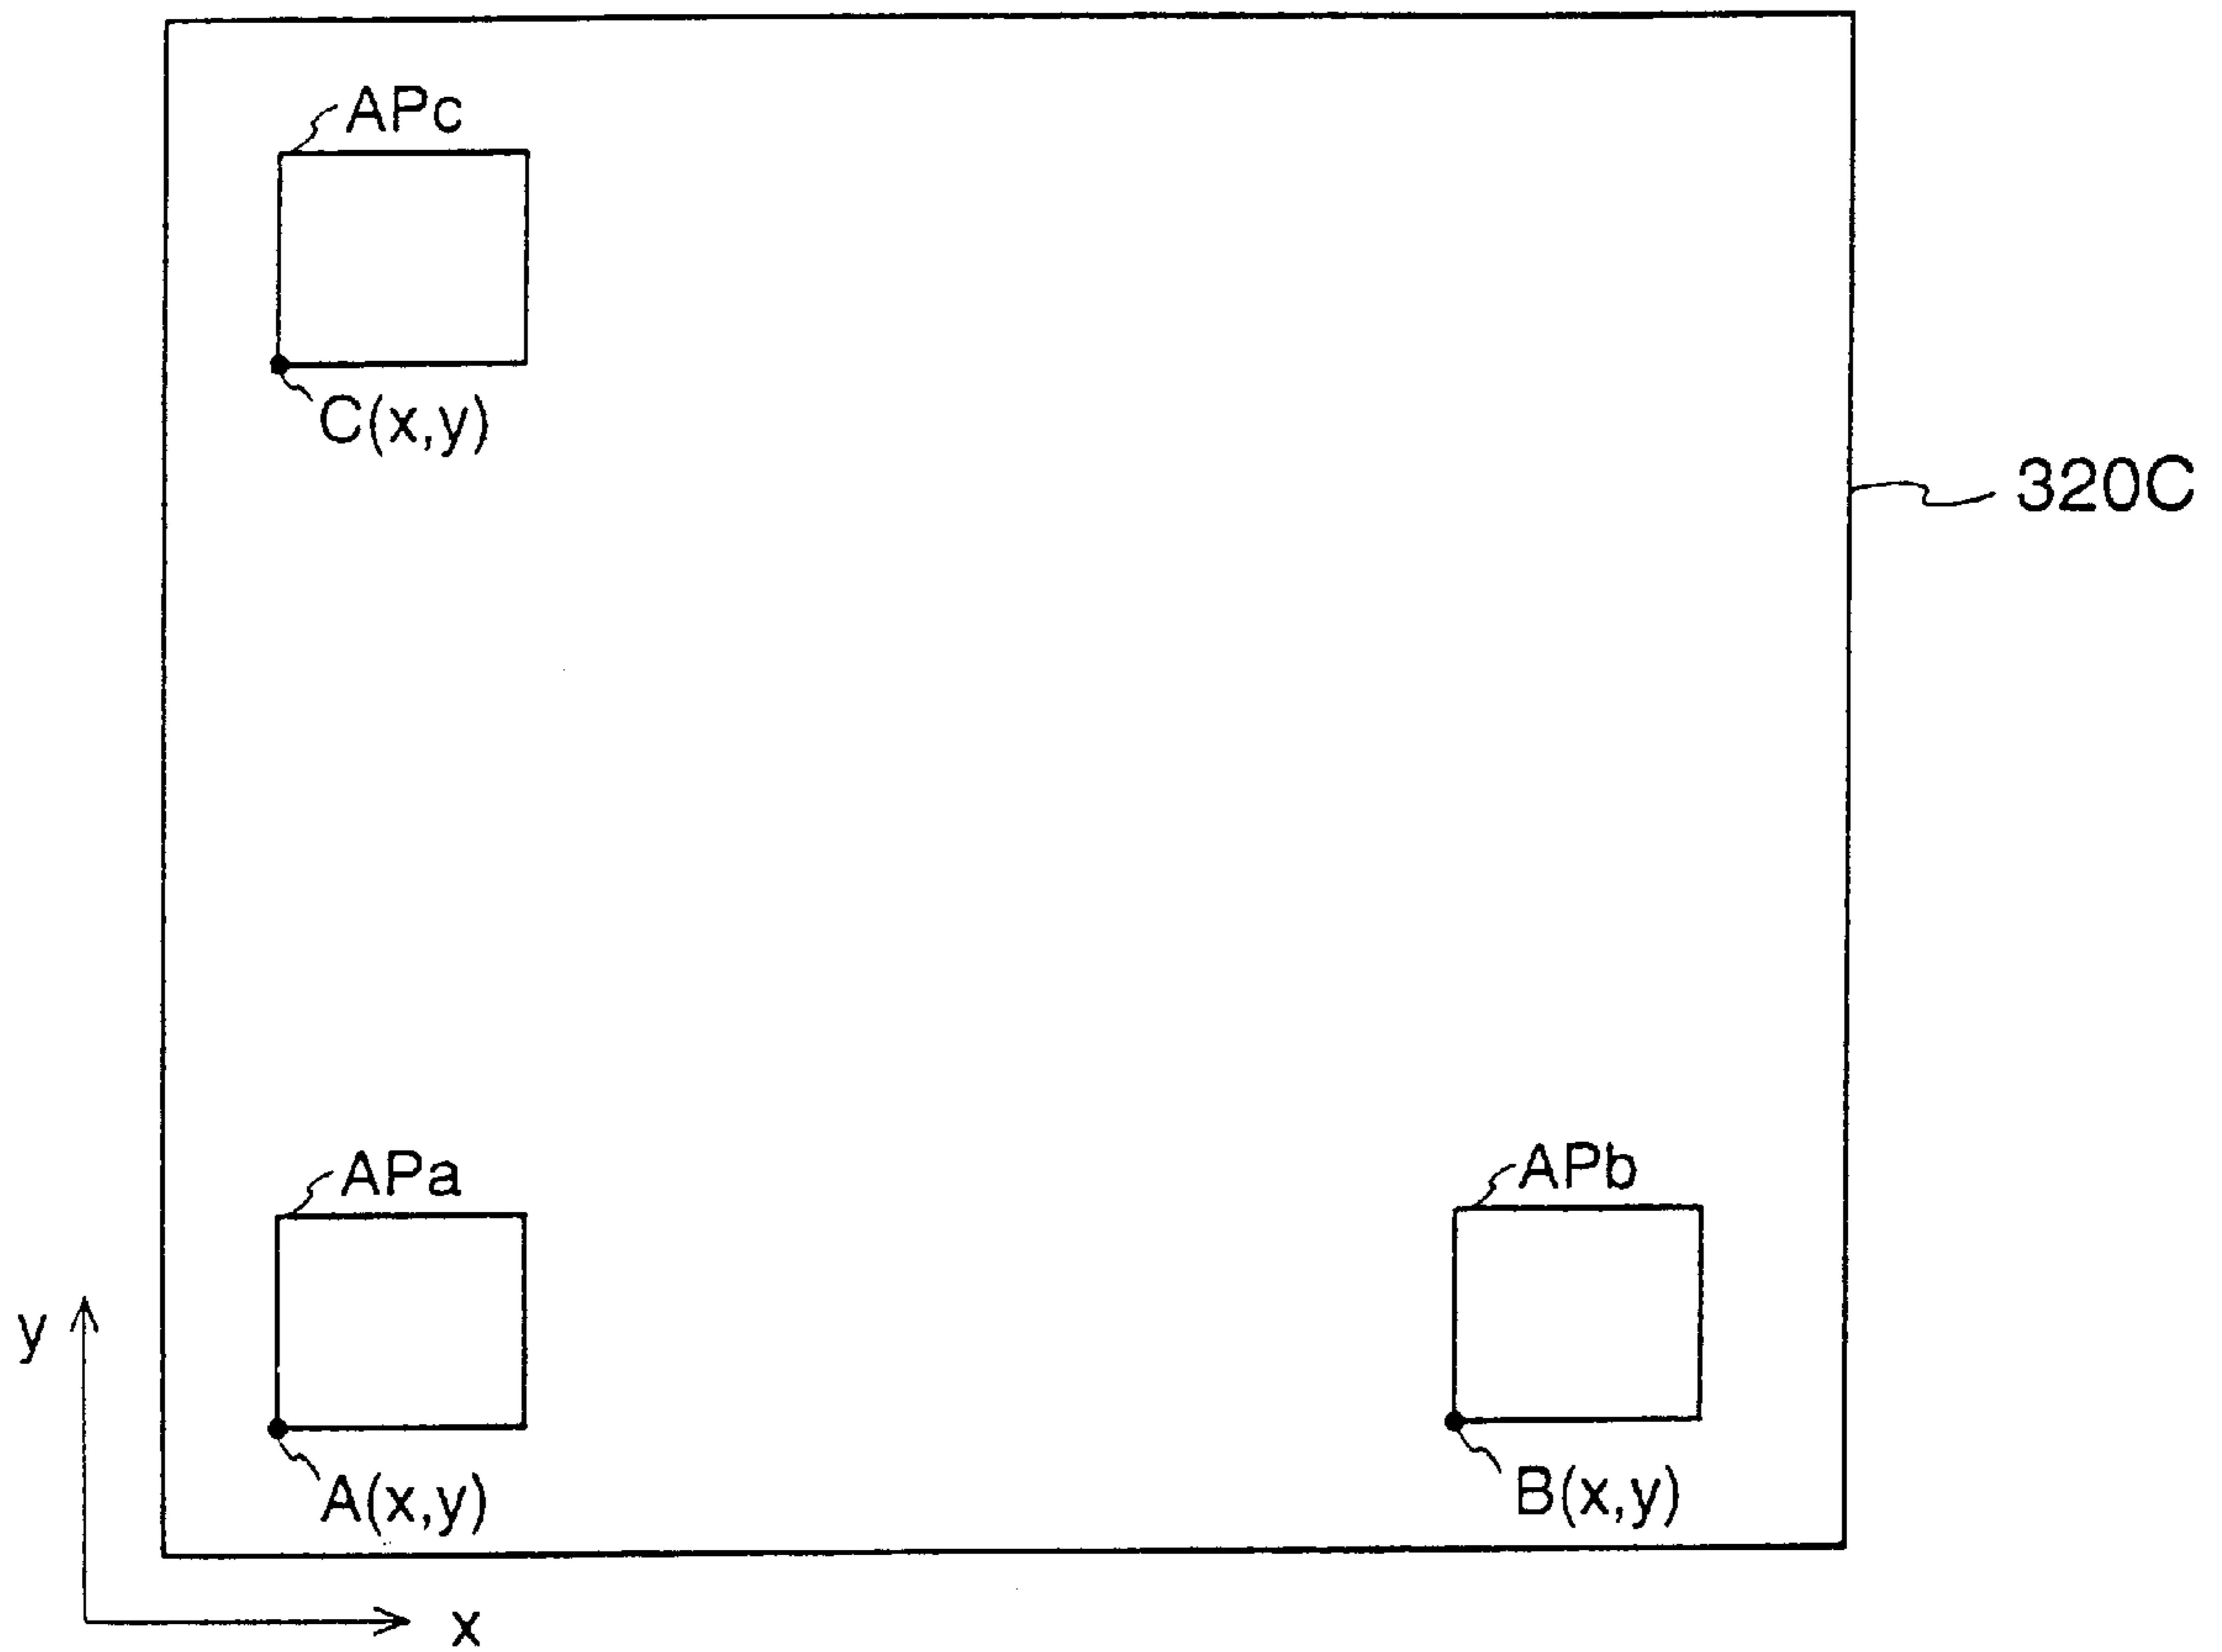 APc
C(x,y)
320C
APa
APb
y
A(x,y)
B(x,y)
x